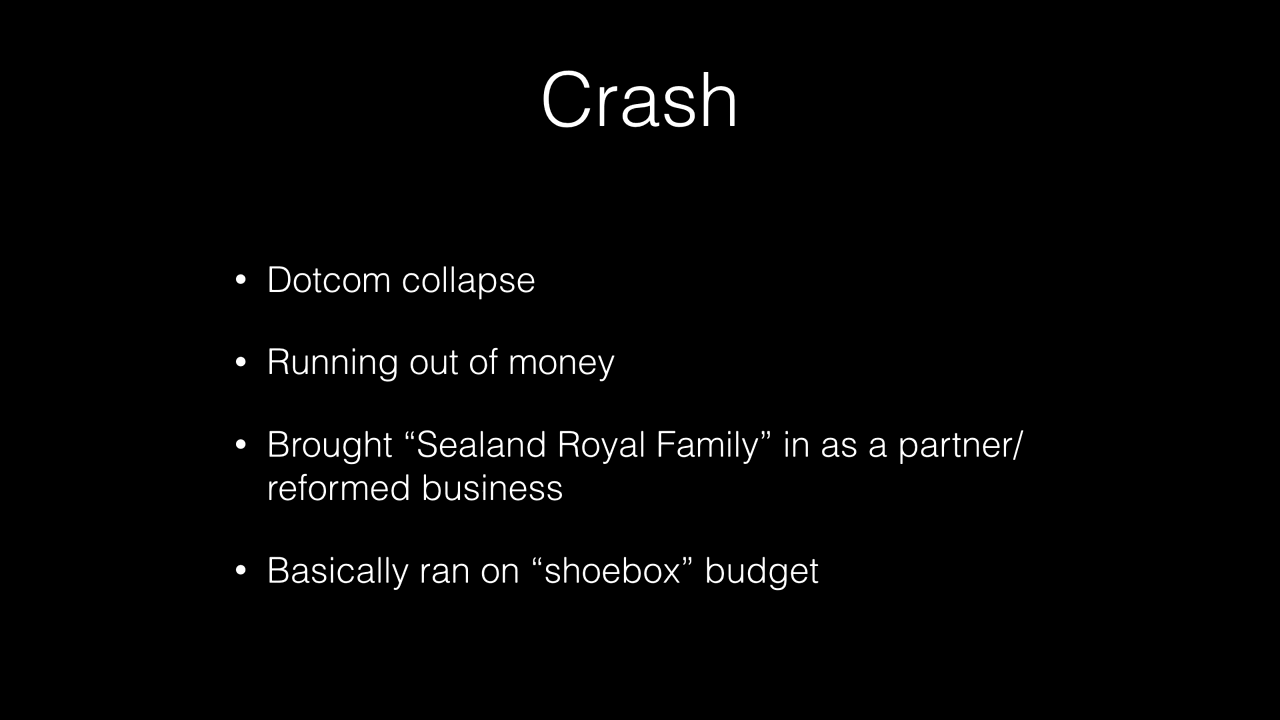 Crash
• Dotcom collapse
• Running out of money
• Brought “Sealand Royal Family” in as a partner/
reformed business
• Basically ran on “shoebox” budget